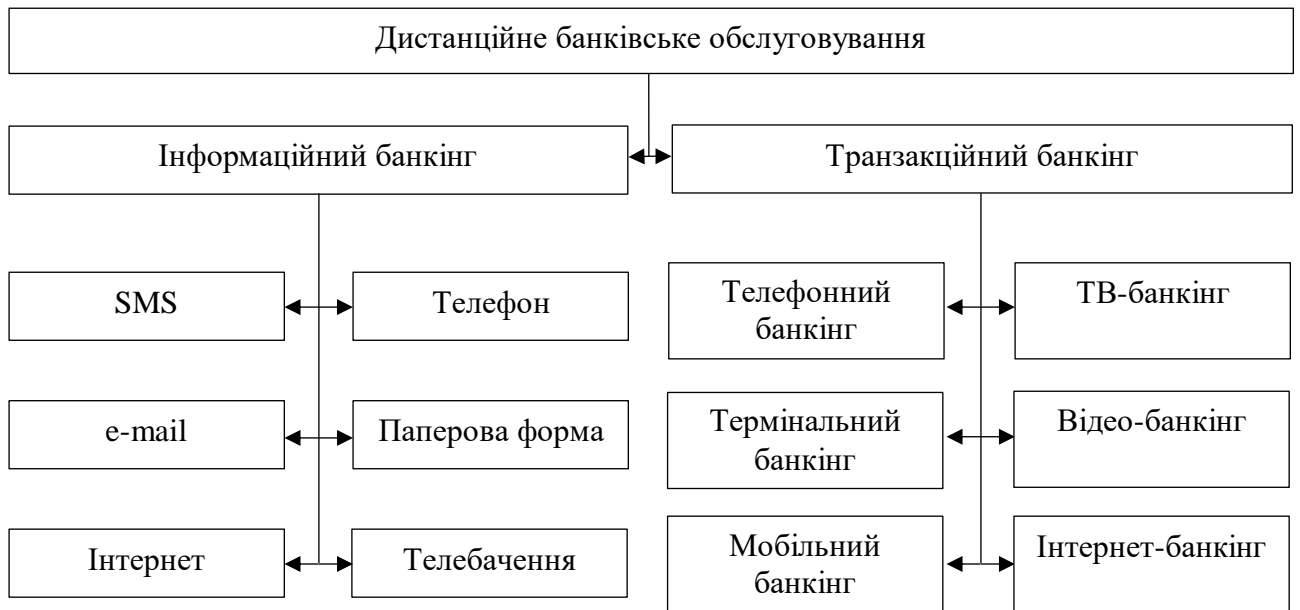 Дистанційне банківське обслуговування
Інформаційний банкінг
Транзакційний банкінг
SMS
Телефон
e-mail
Паперова форма
Інтернет
Телебачення
Телефонний
банкінг
ТВ-банкінг
Термінальний
банкінг
Відео-банкінг
Мобільний
банкінг
Інтернет-банкінг